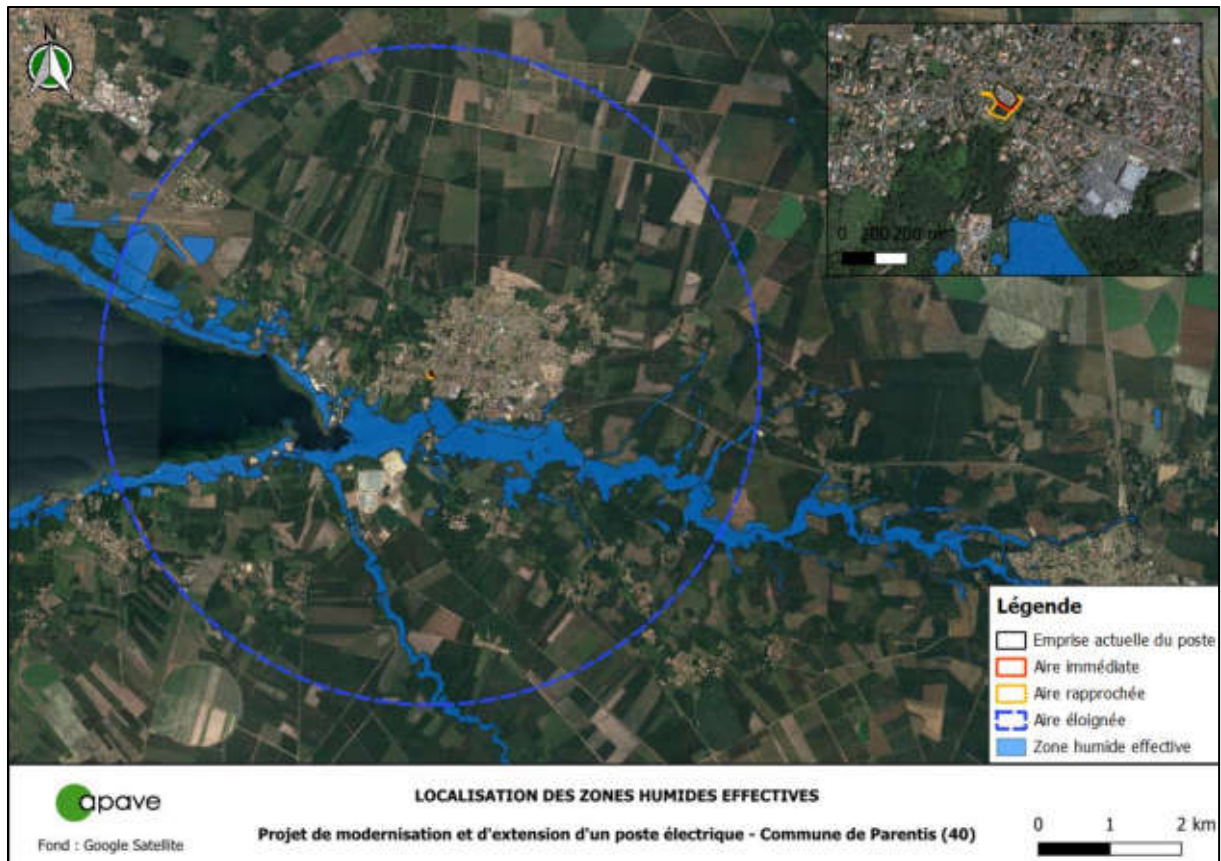 N
0 200 m
Légende
Emprise actuelle du poste
Aire immédiate
Aire rapprochée
Aire éloignée
Zone humide effective
apave
Fond : Google Satellite
LOCALISATION DES ZONES HUMIDES EFFECTIVES
Projet de modernisation et d'extension d'un poste électrique - Commune de Parentis (40)
0 1 2 km